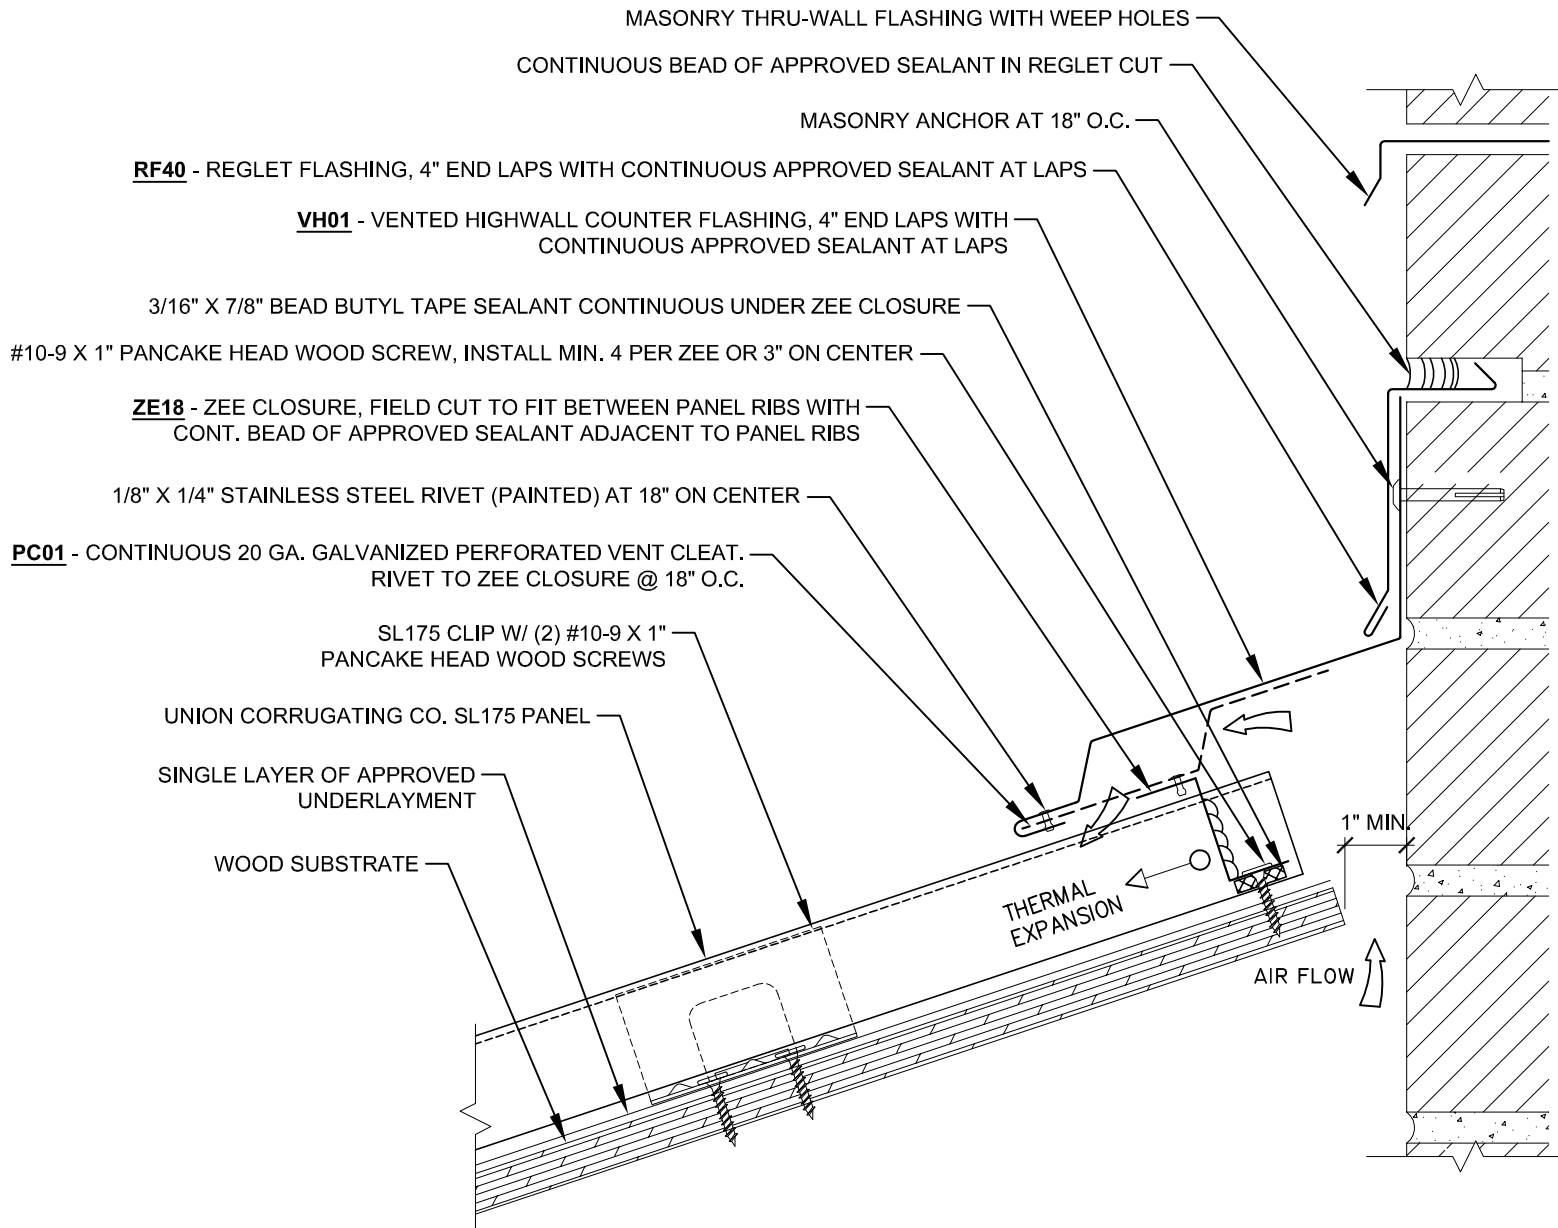 MASONRY THRU-WALL FLASHING WITH WEEP HOLES
CONTINUOUS BEAD OF APPROVED SEALANT IN REGLET CUT
MASONRY ANCHOR AT 18" O.C.
RF40 - REGLET FLASHING, 4" END LAPS WITH CONTINUOUS APPROVED SEALANT AT LAPS
VH01 - VENTED HIGHWALL COUNTER FLASHING, 4" END LAPS WITH
CONTINUOUS APPROVED SEALANT AT LAPS
3/16" X 7/8" BEAD BUTYL TAPE SEALANT CONTINUOUS UNDER ZEE CLOSURE
#10-9 X 1" PANCAKE HEAD WOOD SCREW, INSTALL MIN. 4 PER ZEE OR 3" ON CENTER
ZE18 - ZEE CLOSURE, FIELD CUT TO FIT BETWEEN PANEL RIBS WITH
CONT. BEAD OF APPROVED SEALANT ADJACENT TO PANEL RIBS
1/8" X 1/4" STAINLESS STEEL RIVET (PAINTED) AT 18" ON CENTER
PC01 - CONTINUOUS 20 GA. GALVANIZED PERFORATED VENT CLEAT.
RIVET TO ZEE CLOSURE @ 18" O.C.
SL175 CLIP W/ (2) #10-9 X 1"
PANCAKE HEAD WOOD SCREWS
UNION CORRUGATING CO. SL175 PANEL
SINGLE LAYER OF APPROVED
UNDERLAYMENT
WOOD SUBSTRATE
1" MIN.
THERMAL
EXPANSION
AIR FLOW